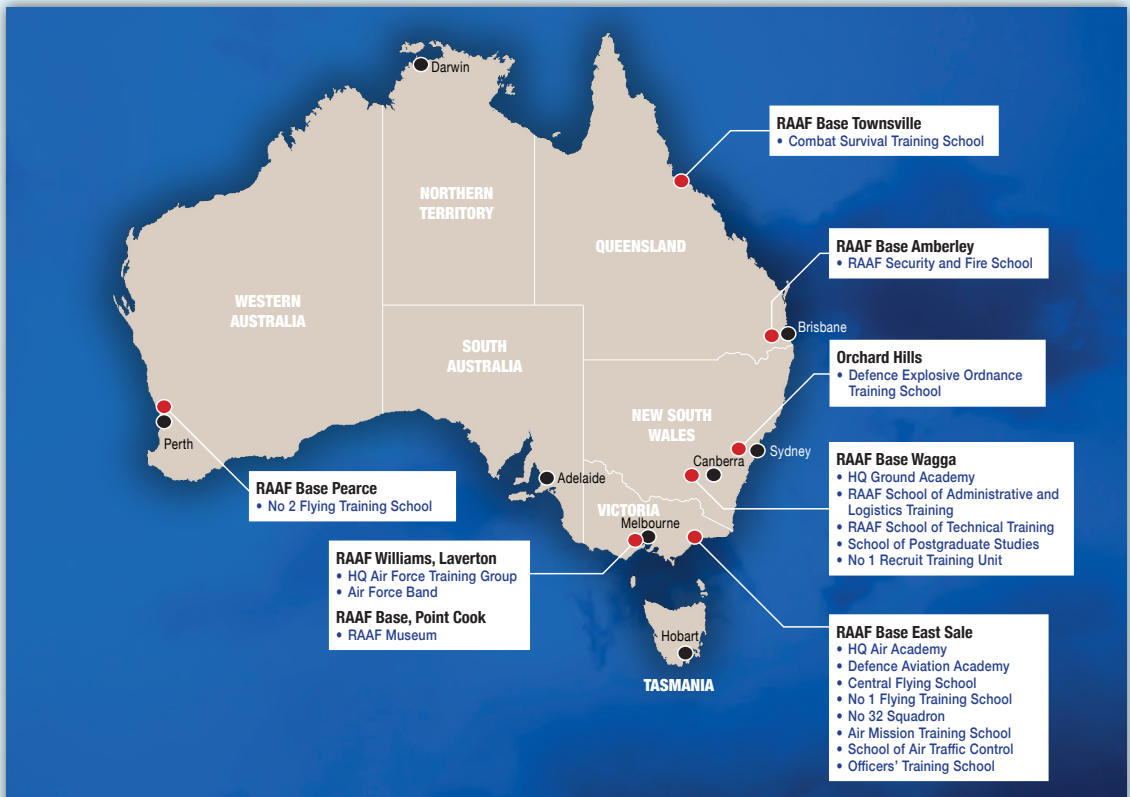 Darwin
NORTHERN
TERRITORY
QUEENSLAND
WESTERN
AUSTRALIA
SOUTH
AUSTRALIA
NEW SOUTH
WALES
VICTORIA
TASMANIA
Brisbane
Sydney
Canberra
Adelaide
Melbourne
Hobart
Perth
RAAF Base Townsville
• Combat Survival Training School
RAAF Base Amberley
• RAAF Security and Fire School
Orchard Hills
• Defence Explosive Ordnance
Training School
RAAF Base Wagga
• HQ Ground Academy
• RAAF School of Administrative and
Logistics Training
• RAAF School of Technical Training
• School of Postgraduate Studies
• No 1 Recruit Training Unit
RAAF Base Pearce
• No 2 Flying Training School
RAAF Williams, Laverton
• HQ Air Force Training Group
• Air Force Band
RAAF Base, Point Cook
• RAAF Museum
RAAF Base East Sale
• HQ Air Academy
• Defence Aviation Academy
• Central Flying School
• No 1 Flying Training School
• No 32 Squadron
• Air Mission Training School
• School of Air Traffic Control
• Officers' Training School